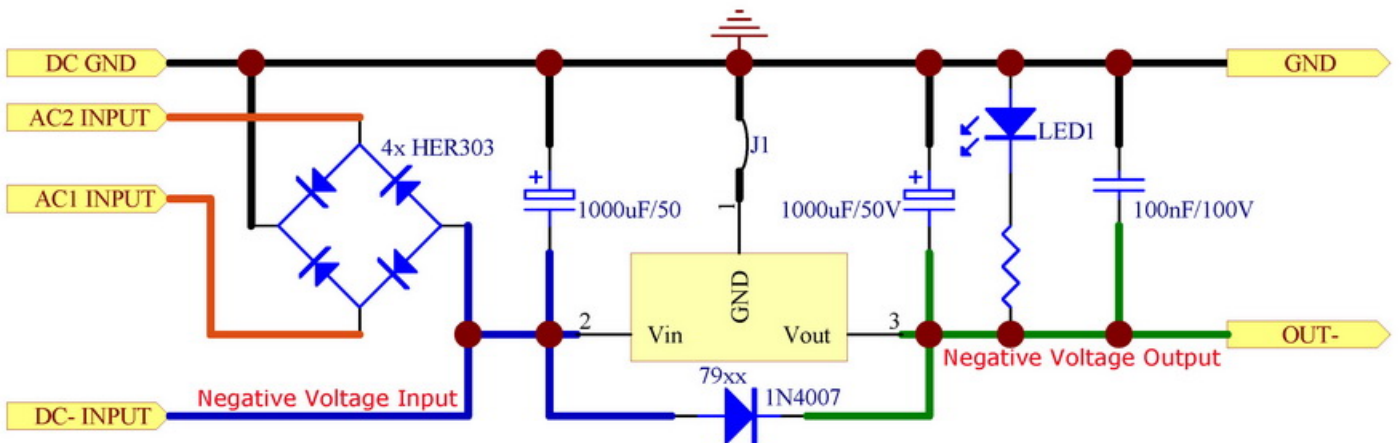 DC GND
GND
AC2 INPUT
4x HER303
LED1
J1
AC1 INPUT
+
1000uF/50
1
1000uF/50V
+
100nF/100V
GND
2
Vin
Vout
3
OUT-
Negative Voltage Output
79xx
1N4007
Negative Voltage Input
DC- INPUT